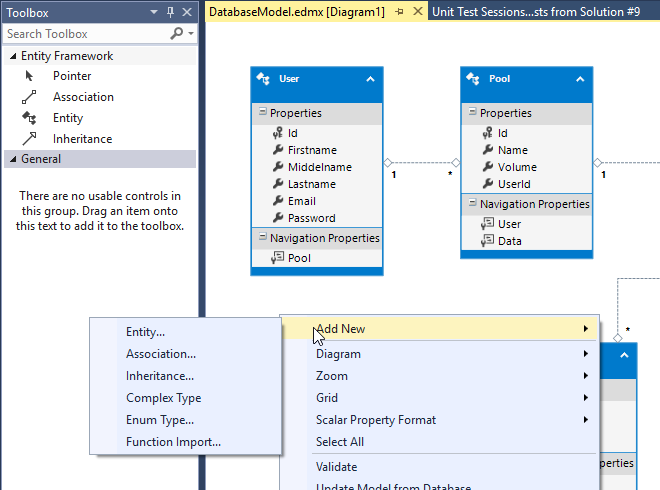 Toolbox
Search Toolbox
Entity Framework
Pointer
Association
Entity
Inheritance
General
There are no usable controls in
this group. Drag an item onto
this text to add it to the toolbox.
DatabaseModel.edmx [Diagram1]
Unit Test Sessions...sts from Solution #9
User
Properties
Id
Firstname
Middelname
Lastname
Email
Password
Navigation Properties
Pool
1
*
Pool
Properties
Id
Name
Volume
UserId
Navigation Properties
User
Data
1
*
perties
Add New
Diagram
Zoom
Grid
Scalar Property Format
Select All
Validate
Update Model from Database
Entity...
Association...
Inheritance...
Complex Type
Enum Type...
Function Import...